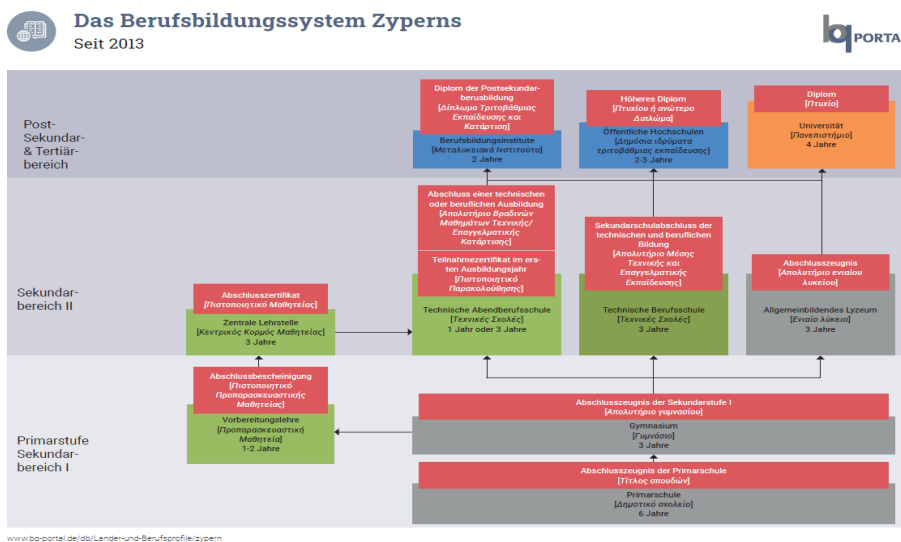 Das Berufsbildungssystem Zyperns
Seit 2013
bq PORTA
Post-
Sekundar-
& Tertiär-
bereich
Diplom der Postsekundar-
berusbildung
[Δίπλωμα Τριτοβάθμιας
Εκπαίδευσης και
Κατάρτιση]
Berufsbildungsinstitute
[Μεταλυκειακά Ινστιτούτα]
2 Jahre
Höheres Diplom
[Πτυχίου ή ανώτερο
Διπλώμα]
Öffentliche Hochschulen
[Δημόσια ιδρύματα
τριτοβάθμιας εκπαίδευσης]
2-3 Jahre
Diplom
[Πτυχίο]
Universität
[Πανεπιστήμιο]
4 Jahre
Sekundar-
bereich II
Abschlusszertifikat
[Πιστοποιητικό Μαθητείας]
Zentrale Lehrstelle
[Κεντρικός Κορμός Μαθητείας]
3 Jahre
Abschluss einer technischen
oder beruflichen Ausbildung
[Απολυτήριο Βραδινών
Μαθημάτων Τεχνικής/
Επαγγελματικής
Κατάρτισης]
Teilnahmezertifikat im ers-
ten Ausbildungsjahr
[Πιστοποιητικό
Παρακολούθησης]
Technische Abendberufsschule
[Τεχνικές Σχολές]
1 Jahr oder 3 Jahre
Sekundarschulabschluss der
technischen und beruflichen
Bildung
[Απολυτήριο Μέσης
Τεχνικής και
Επαγγελματικής
Εκπαίδευσης]
Technische Berufsschule
[Τεχνικές Σχολές]
3 Jahre
Abschlusszeugnis
[Απολυτήριο ενιαίου
λυκείου]
Allgemeinbildendes Lyzeum
[Ενιαίο λύκειο]
3 Jahre
Primarstufe
Sekundar-
bereich I
Abschlussbescheinigung
[Πιστοποιητικό
Προπαρασκευαστικής
Μαθητείας]
Vorbereitungslehre
[Προπαρασκευαστική
Μαθητεία]
1-2 Jahre
Abschlusszeugnis der Sekundarstufe I
[Απολυτήριο γυμνασίου]
Gymnasium
[Γυμνάσιο]
3 Jahre
Abschlusszeugnis der Primarschule
[Τίτλος σπουδών]
Primarschule
[Δημοτικό σχολείο]
6 Jahre
www.bq-portal.de/db/Länder-und-Berufsprofile/zypern